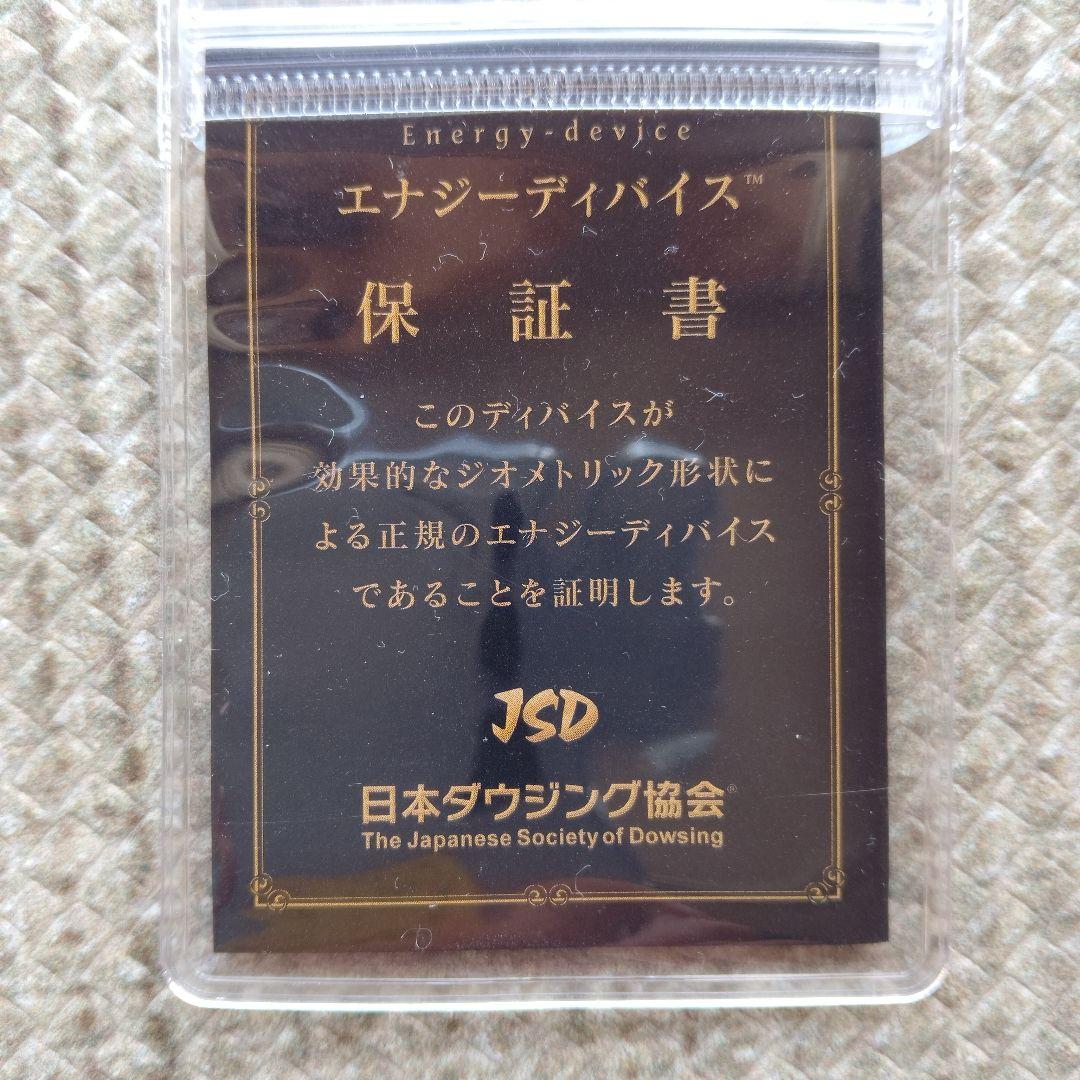 Energy-device
エナジーディバイス™
保証書
このディバイスが
効果的なジオメトリック形状に
よる正規のエナジーディバイス
であることを証明します。
JSD
日本ダウジング協会®
The Japanese Society of Dowsing